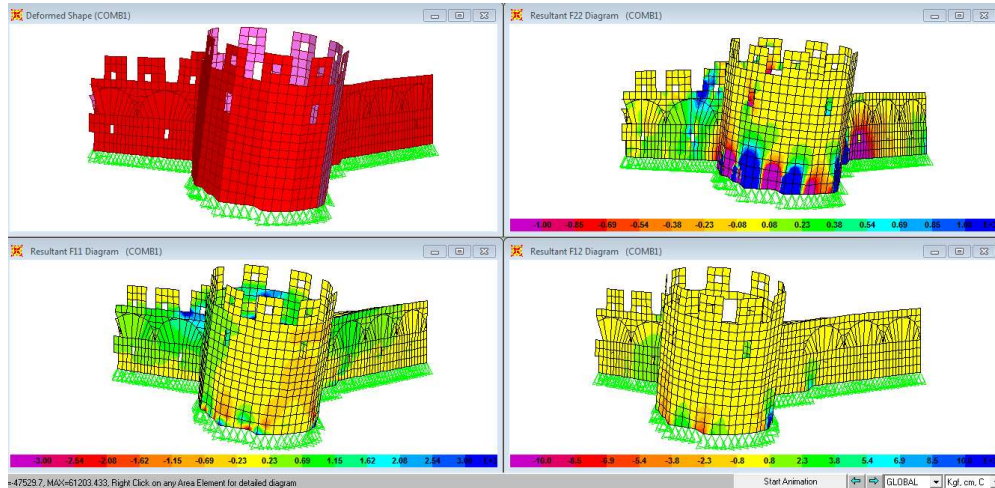 Deformed Shape (COMB1)
Resultant F22 Diagram (COMB1)
-1.00 -0.85 -0.69 -0.54 -0.38 -0.23 -0.08 0.08 0.23 0.38 0.54 0.69 0.85
Resultant F11 Diagram (COMB1)
Resultant F12 Diagram (COMB1)
-3.00 2.54 -2.08 -1.62 -1.15 -0.69 -0.23 0.23 0.69 1.15 1.62 2.08 2.54
-10.0 -8.5 -6.9 -5.4 -3.8 -2.3 -0.8 0.8 2.3 3.8 5.4 6.9 8.5
=-47529.7, MAX=61203.433, Right Click on any Area Element for detailed diagram
Start Animation
GLOBAL
Kgf, cm, C